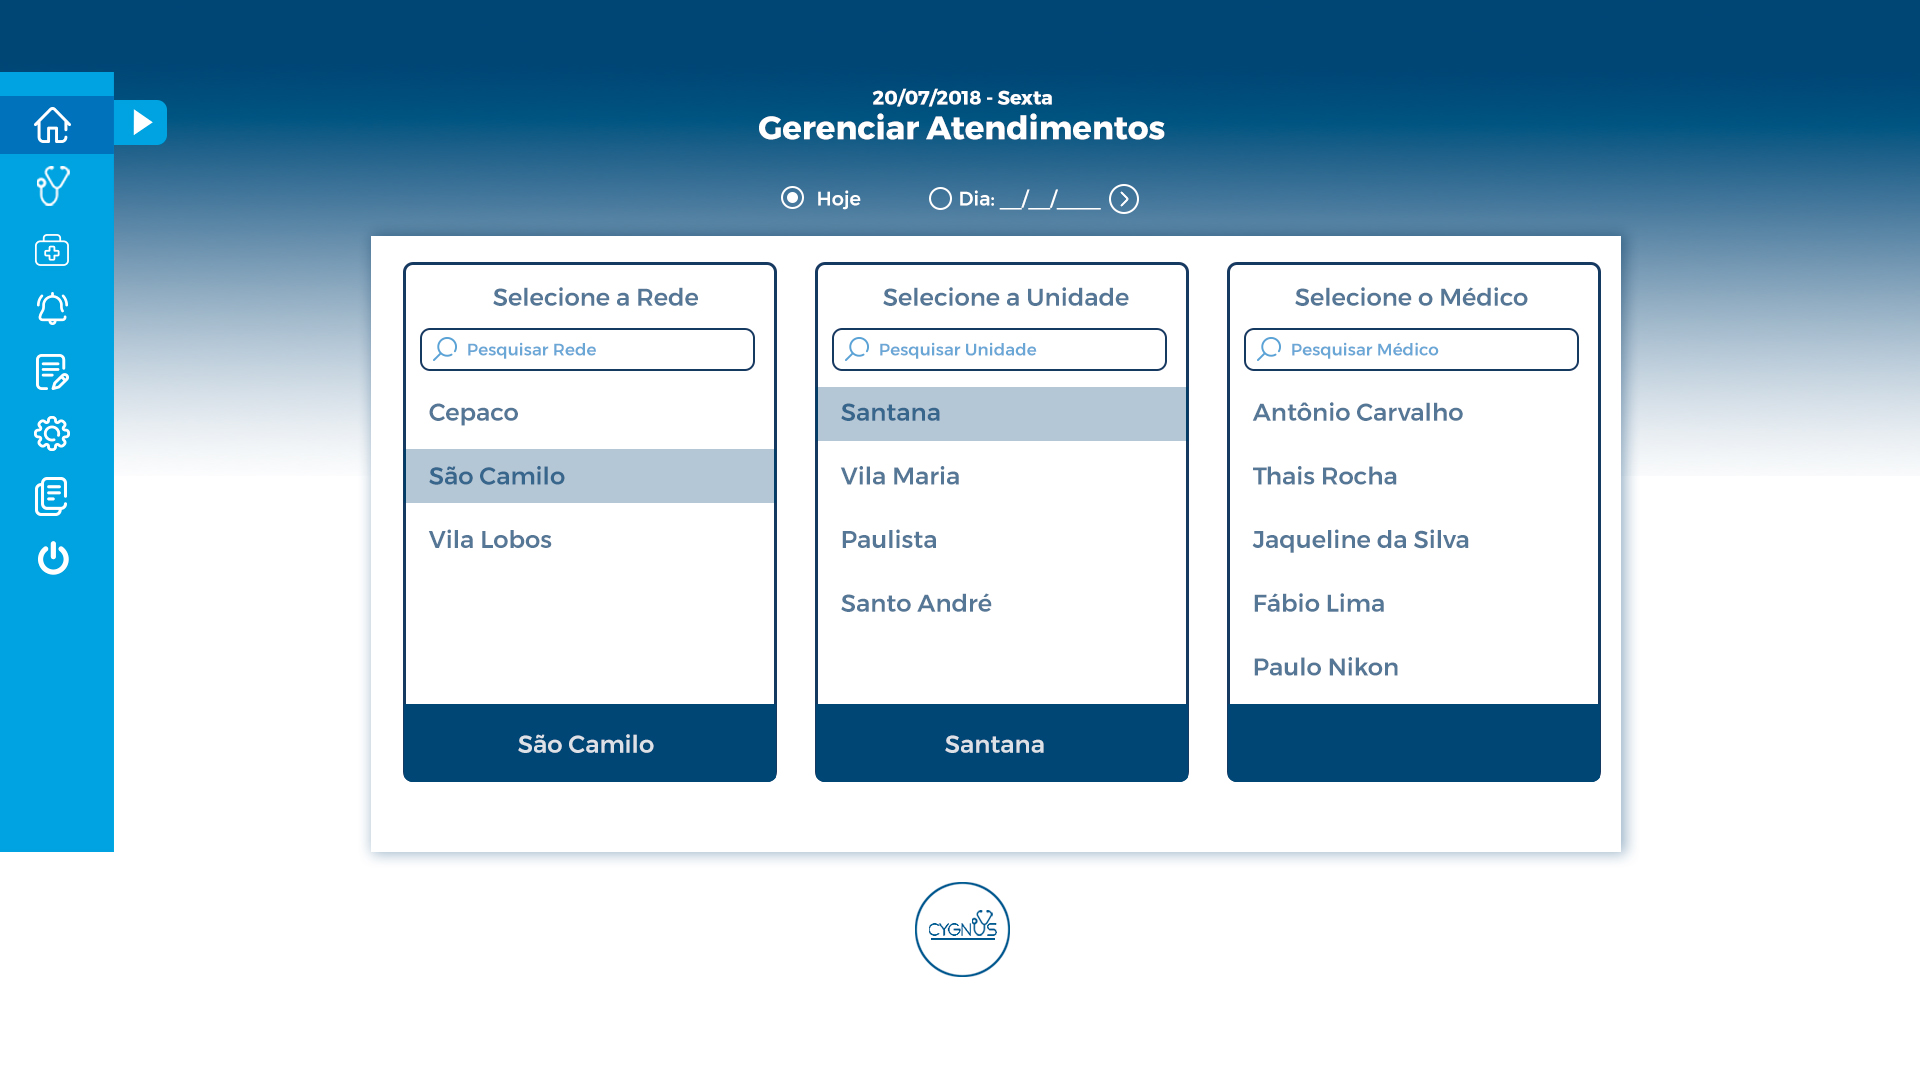 20/07/2018 - Sexta
Gerenciar Atendimentos
Hoje
Dia: __/__/____
Selecione a Rede
Pesquisar Rede
Cepaco
São Camilo
Vila Lobos
São Camilo
Selecione a Unidade
Pesquisar Unidade
Santana
Vila Maria
Paulista
Santo André
Santana
Selecione o Médico
Pesquisar Médico
Antônio Carvalho
Thais Rocha
Jaqueline da Silva
Fábio Lima
Paulo Nikon
CYGNUS